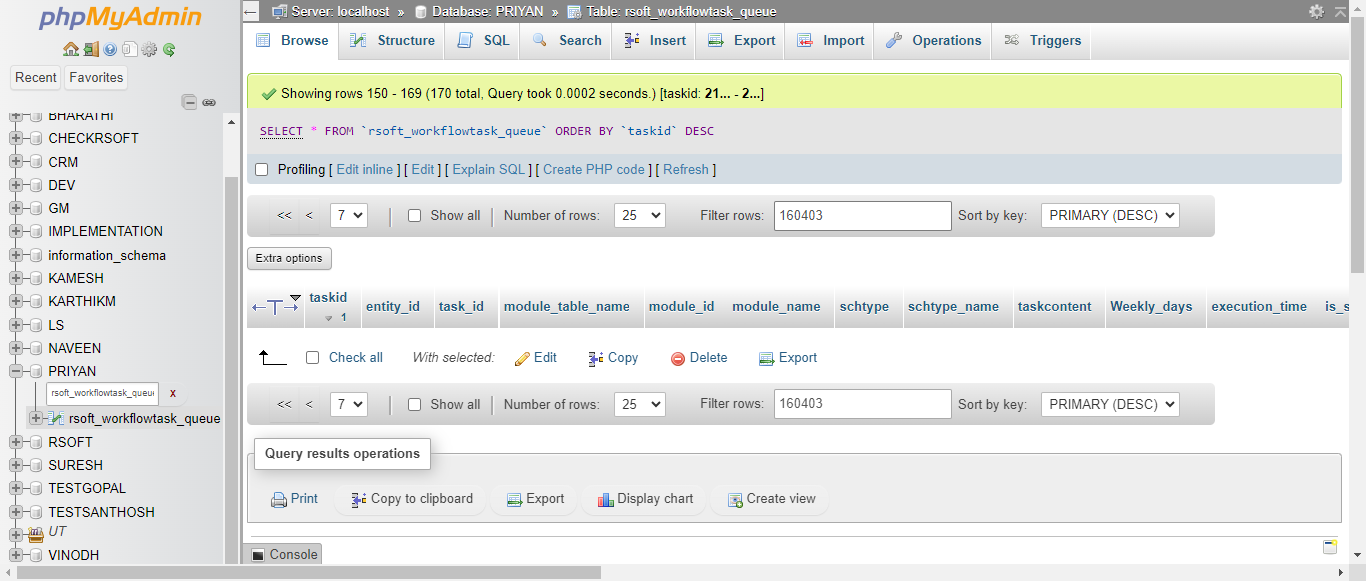 phpMyAdmin
Recent Favorites
BHARATHI
CHECKRSOFT
CRM
DEV
GM
IMPLEMENTATION
information_schema
KAMESH
KARTHIKM
LS
NAVEEN
PRIYAN
rsoft_workflowtask_queu x
rsoft_workflowtask_queue
RSOFT
SURESH
TESTGOPAL
TESTSANTHOSH
UT
VINODH
Server: localhost » Database: PRIYAN » Table: rsoft_workflowtask_queue
Browse Structure SQL Search Insert Export Import Operations Triggers
Showing rows 150 - 169 (170 total, Query took 0.0002 seconds.) [taskid: 21... - 2...]
SELECT * FROM `rsoft_workflowtask_queue` ORDER BY `taskid` DESC
Profiling [ Edit inline ] [ Edit ] [ Explain SQL ] [ Create PHP code ] [ Refresh ]
<< < 7 | Show all | Number of rows: 25 Filter rows: 160403 Sort by key: PRIMARY (DESC)
Extra options
←T→ taskid 1 entity_id task_id module_table_name module_id module_name schtype schtype_name taskcontent Weekly_days execution_time is_s
Check all With selected: Edit Copy Delete Export
<< < 7 | Show all | Number of rows: 25 Filter rows: 160403 Sort by key: PRIMARY (DESC)
Query results operations
Print Copy to clipboard Export Display chart Create view
Console